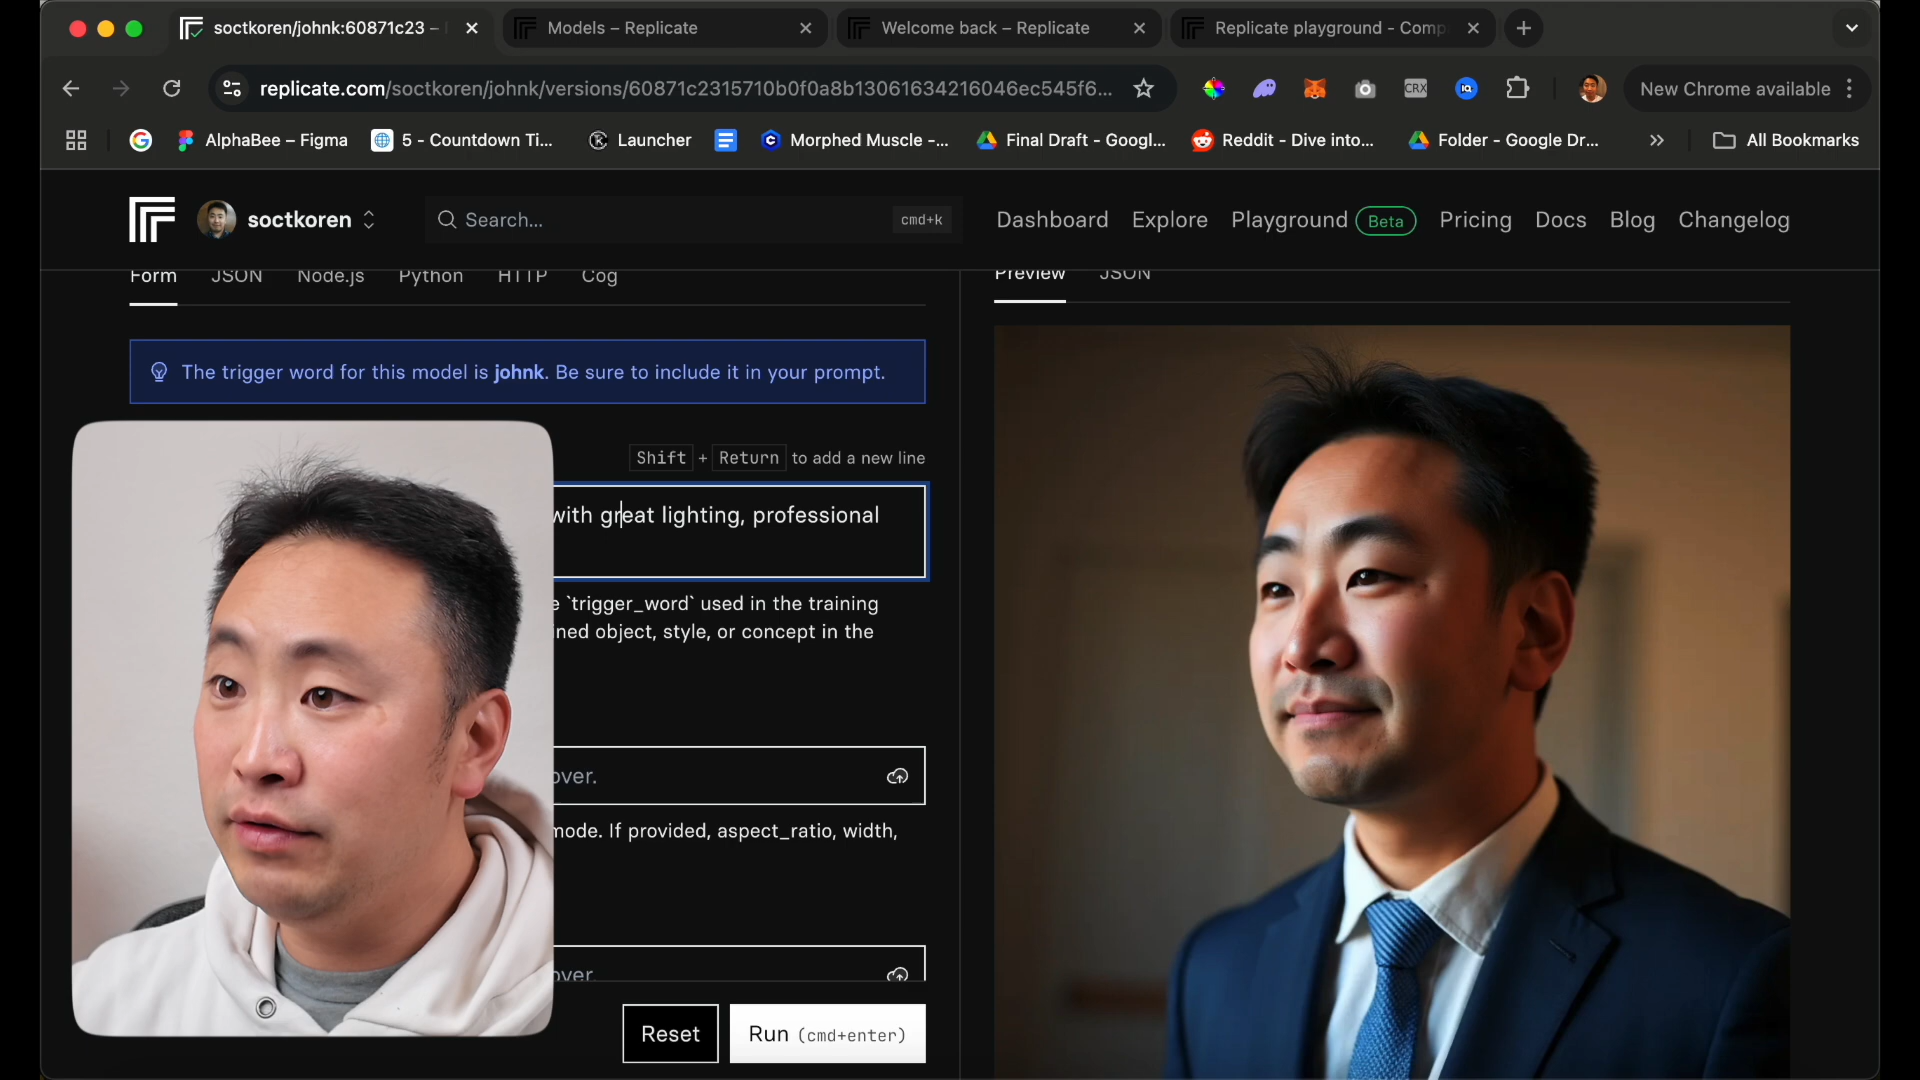 soctkoren/johnk:60871c23 –
Models – Replicate
Welcome back – Replicate
Replicate playground - Comp
replicate.com/soctkoren/johnk/versions/60871c2315710b0f0a8b13061634216046ec545f6...
CRX
IQ
New Chrome available
AlphaBee – Figma
5 - Countdown Ti...
Launcher
Morphed Muscle -...
Final Draft - Googl...
Reddit - Dive into...
Folder - Google Dr...
All Bookmarks
soctkoren
Search...
cmd+k
Dashboard
Explore
Playground
Beta
Pricing
Docs
Blog
Changelog
Form
JSON
Node.js
Python
HTTP
Cog
Preview
JSON
The trigger word for this model is johnk. Be sure to include it in your prompt.
Shift + Return to add a new line
with great lighting, professional
e `trigger_word` used in the training
ined object, style, or concept in the
over.
mode. If provided, aspect_ratio, width,
over.
Reset
Run (cmd+enter)